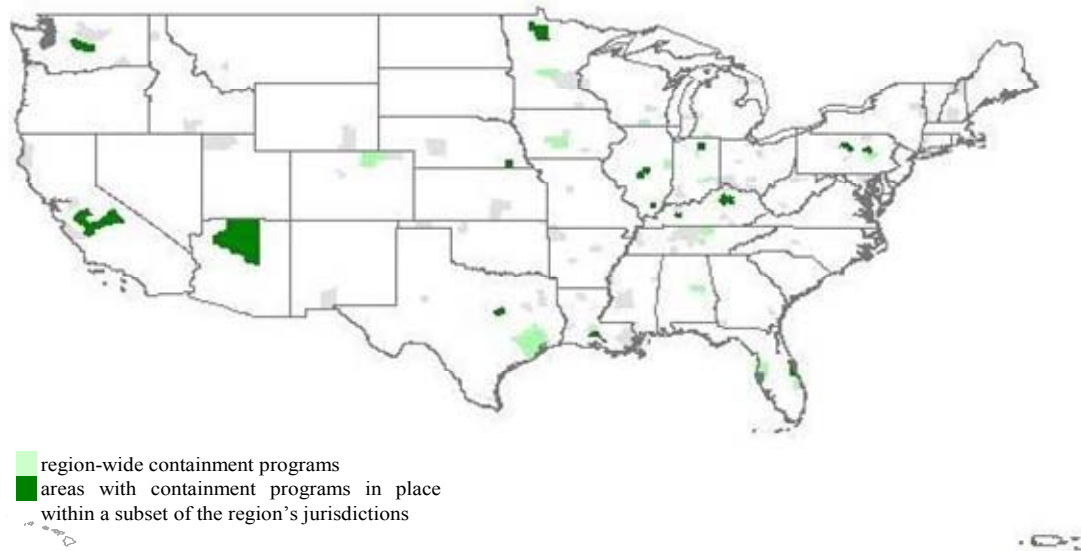 region-wide containment programs
areas with containment programs in place
within a subset of the region's jurisdictions